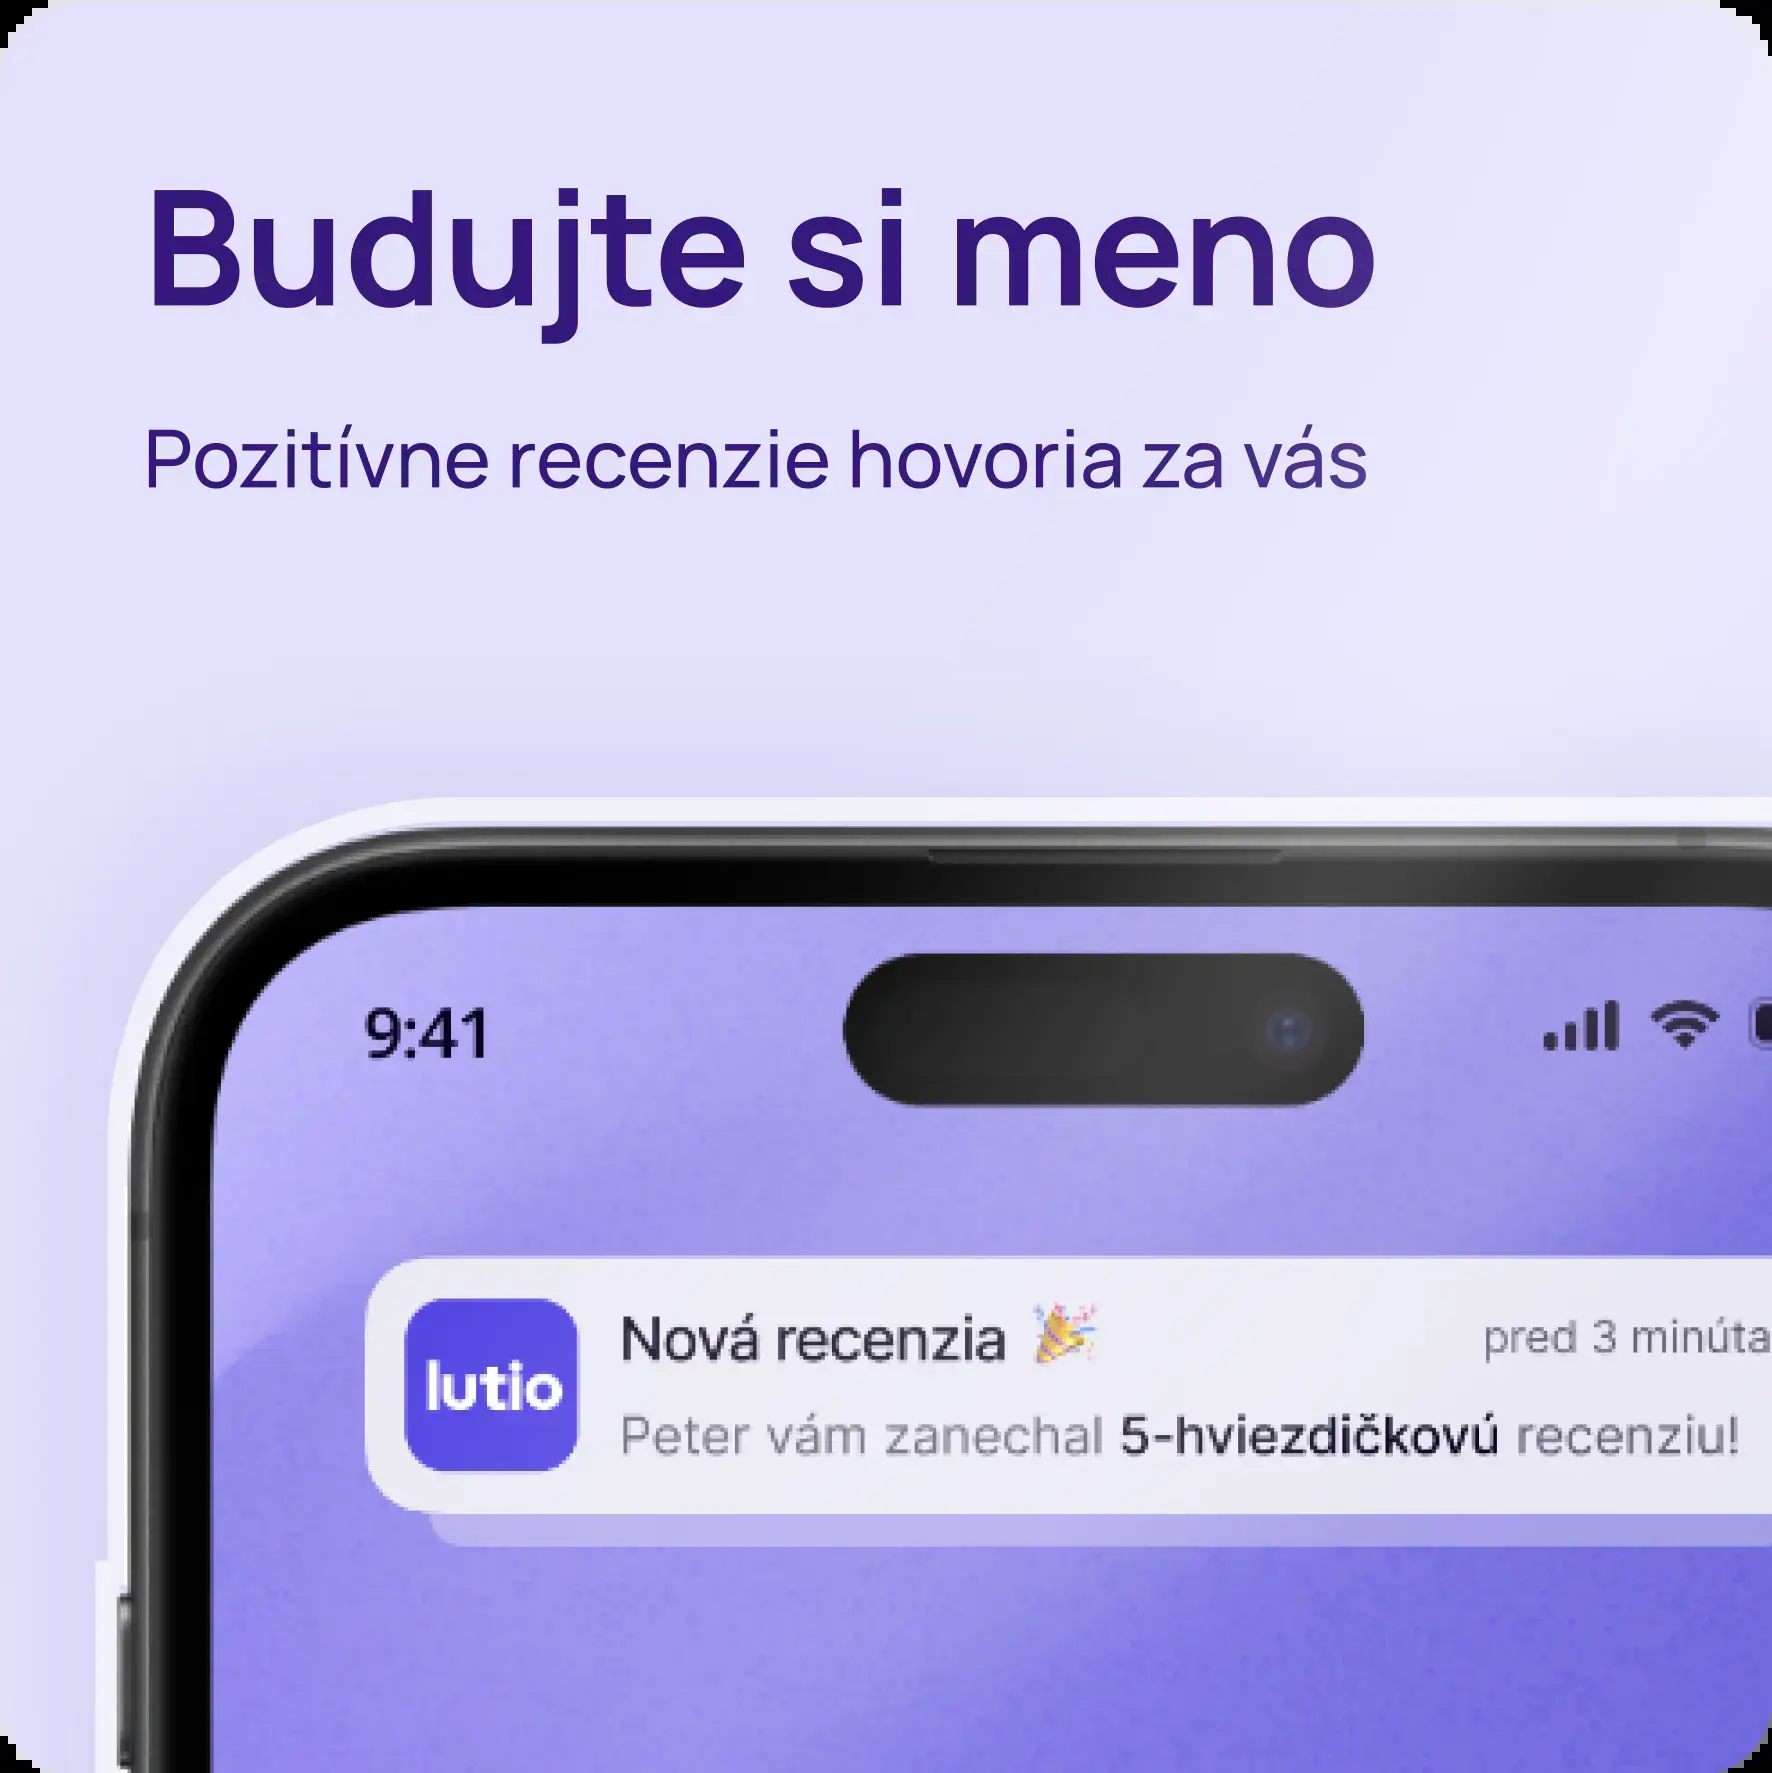 Budujte si meno
Pozitívne recenzie hovoria za vás
9:41
lutio
Nová recenzia 🎉
pred 3 minúta
Peter vám zanechal 5-hviezdičkovú recenziu!